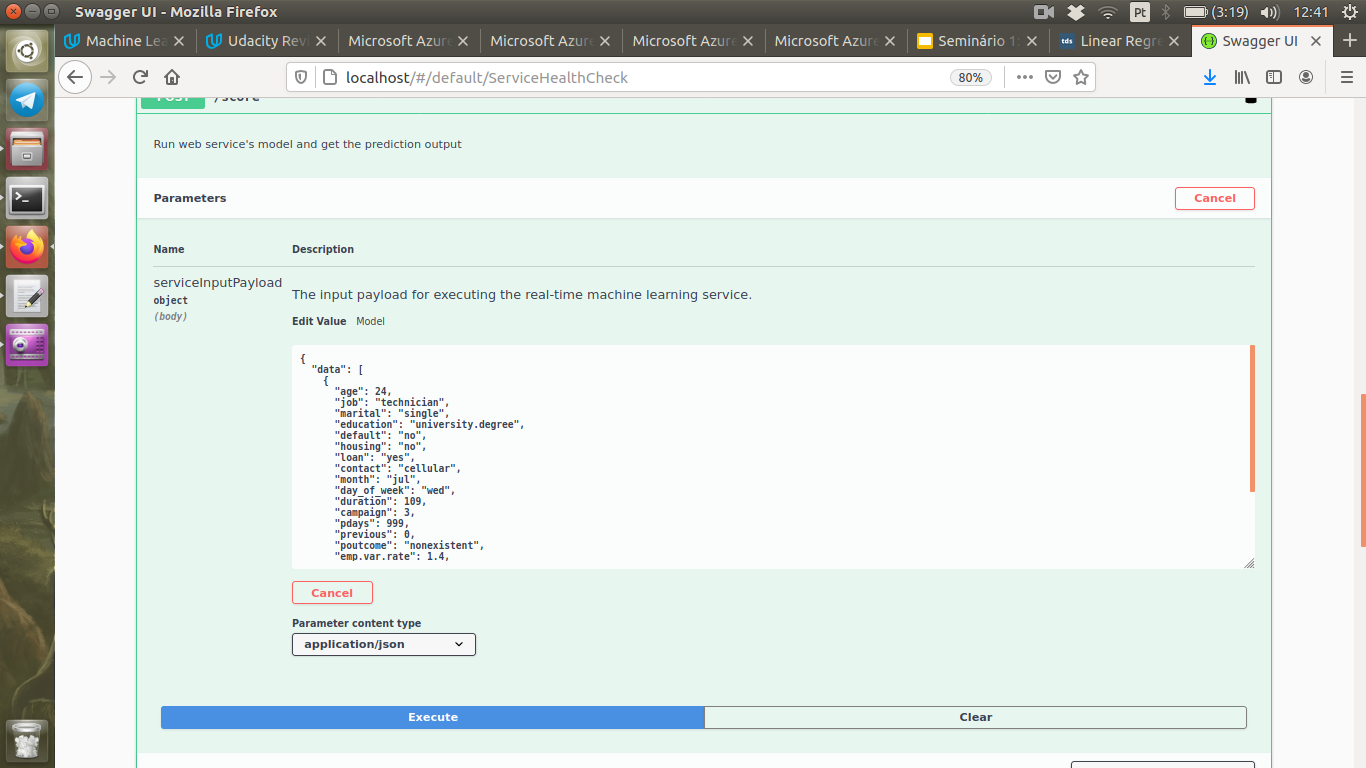 Swagger UI - Mozilla Firefox
Pt
(3:19)
12:41
Machine Lea
Udacity Revi
Microsoft Azure
Microsoft Azure
Microsoft Azure
Microsoft Azure
Seminário 1:
tds
Linear Regre
Swagger UI
localhost/#/default/ServiceHealthCheck
80%
POST /score
Run web service's model and get the prediction output
Parameters
Cancel
Name Description
serviceInputPayload
object
(body)
The input payload for executing the real-time machine learning service.
Edit Value Model
{
"data": [
{
"age": 24,
"job": "technician",
"marital": "single",
"education": "university.degree",
"default": "no",
"housing": "no",
"loan": "yes",
"contact": "cellular",
"month": "jul",
"day_of_week": "wed",
"duration": 109,
"campaign": 3,
"pdays": 999,
"previous": 0,
"poutcome": "nonexistent",
"emp.var.rate": 1.4,
Cancel
Parameter content type
application/json
Execute
Clear